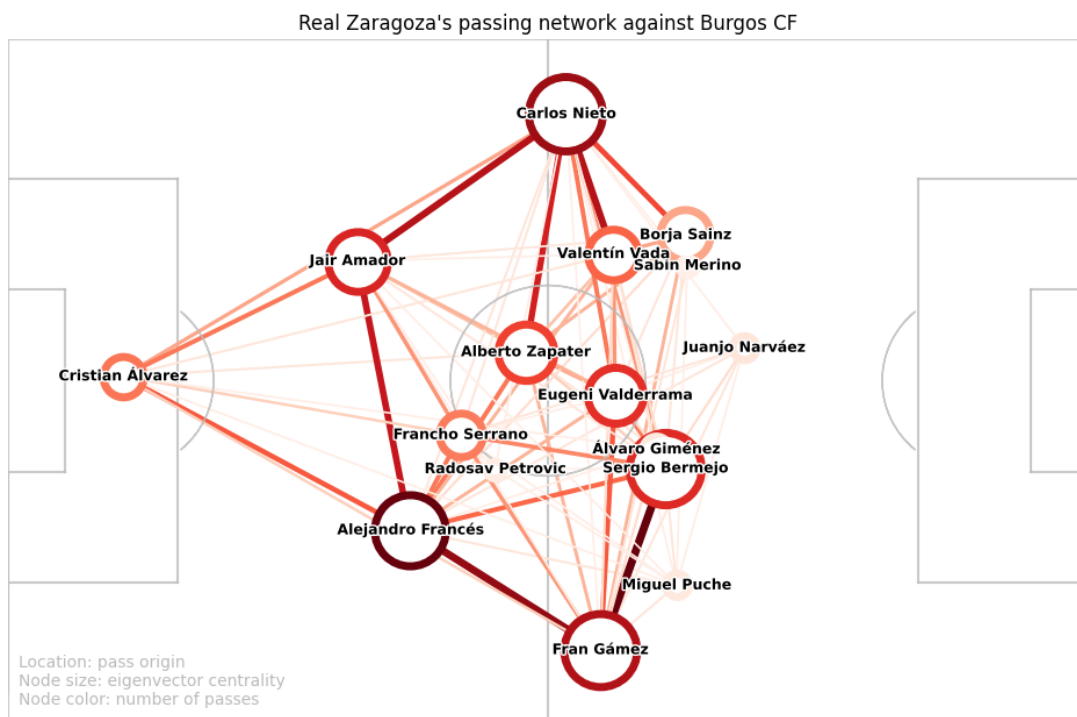 Real Zaragoza's passing network against Burgos CF
Carlos Nieto
Borja Sainz
Valentín Vada
Jair Amador
Sabin Merino
Juanjo Narváez
Alberto Zapater
Cristian Álvarez
Eugeni Valderrama
Francho Serrano
Álvaro Giménez
Radosav Petrovic
Sergio Bermejo
Alejandro Francés
Miguel Puche
Fran Gámez
Location: pass origin
Node size: eigenvector centrality
Node color: number of passes